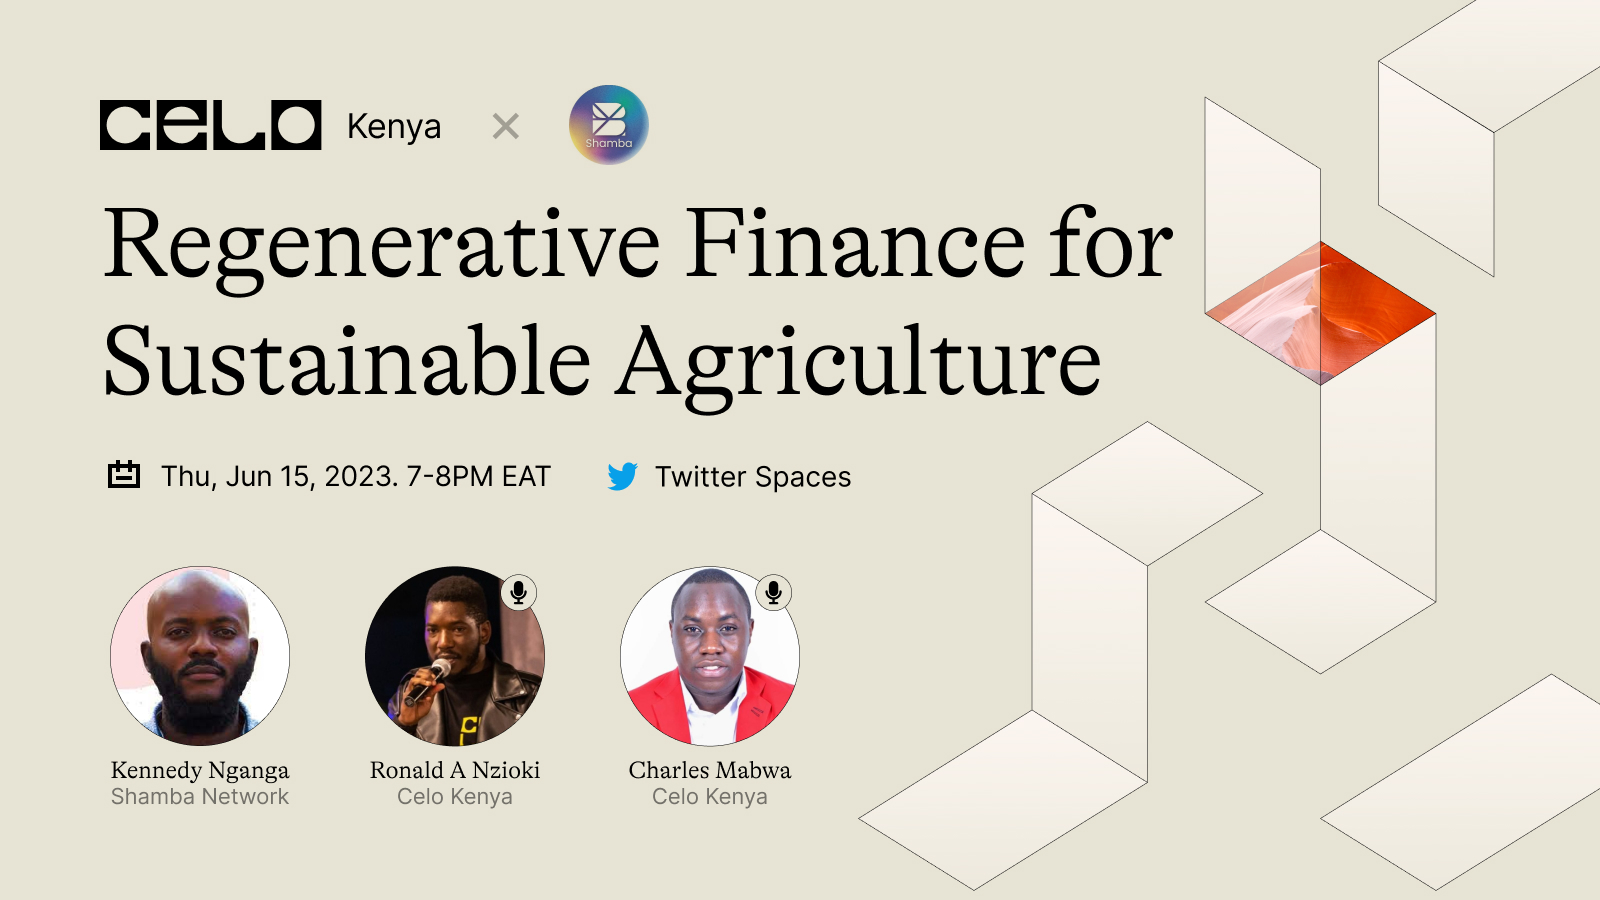 CELO Kenya
Shamba
Regenerative Finance for
Sustainable Agriculture
Thu, Jun 15, 2023. 7-8PM EAT
Twitter Spaces
Kennedy Nganga
Shamba Network
Ronald A Nzioki
Celo Kenya
Charles Mabwa
Celo Kenya